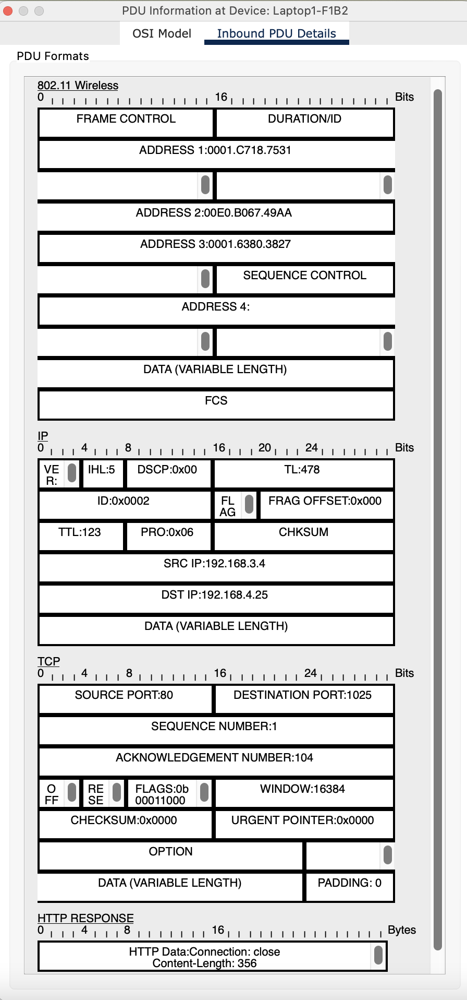 PDU Information at Device: Laptop1-F1B2
OSI Model Inbound PDU Details
PDU Formats
802.11 Wireless
0 16 Bits
FRAME CONTROL DURATION/ID
ADDRESS 1:0001.C718.7531
ADDRESS 2:00E0.B067.49AA
ADDRESS 3:0001.6380.3827
SEQUENCE CONTROL
ADDRESS 4:
DATA (VARIABLE LENGTH)
FCS
IP
0 4 8 16 20 24 Bits
VE IHL:5 DSCP:0x00 TL:478
R:
ID:0x0002 FL FRAG OFFSET:0x000
AG
TTL:123 PRO:0x06 CHKSUM
SRC IP:192.168.3.4
DST IP:192.168.4.25
DATA (VARIABLE LENGTH)
TCP
0 4 8 16 24 Bits
SOURCE PORT:80 DESTINATION PORT:1025
SEQUENCE NUMBER:1
ACKNOWLEDGEMENT NUMBER:104
O RE FLAGS:0b WINDOW:16384
FF SE 00011000
CHECKSUM:0x0000 URGENT POINTER:0x0000
OPTION
DATA (VARIABLE LENGTH) PADDING: 0
HTTP RESPONSE
0 4 8 16 Bytes
HTTP Data:Connection: close
Content-Length: 356